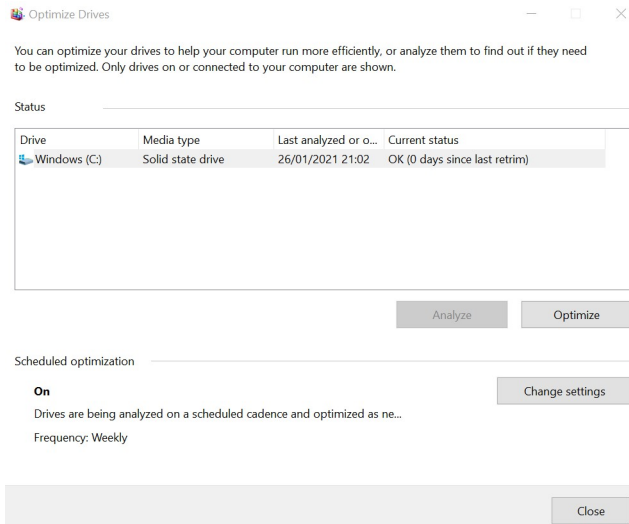 Optimize Drives
You can optimize your drives to help your computer run more efficiently, or analyze them to find out if they need
to be optimized. Only drives on or connected to your computer are shown.
Status
Drive Media type Last analyzed or o... Current status
Windows (C:) Solid state drive 26/01/2021 21:02 OK (0 days since last retrim)
Analyze Optimize
Scheduled optimization
On Change settings
Drives are being analyzed on a scheduled cadence and optimized as ne...
Frequency: Weekly
Close